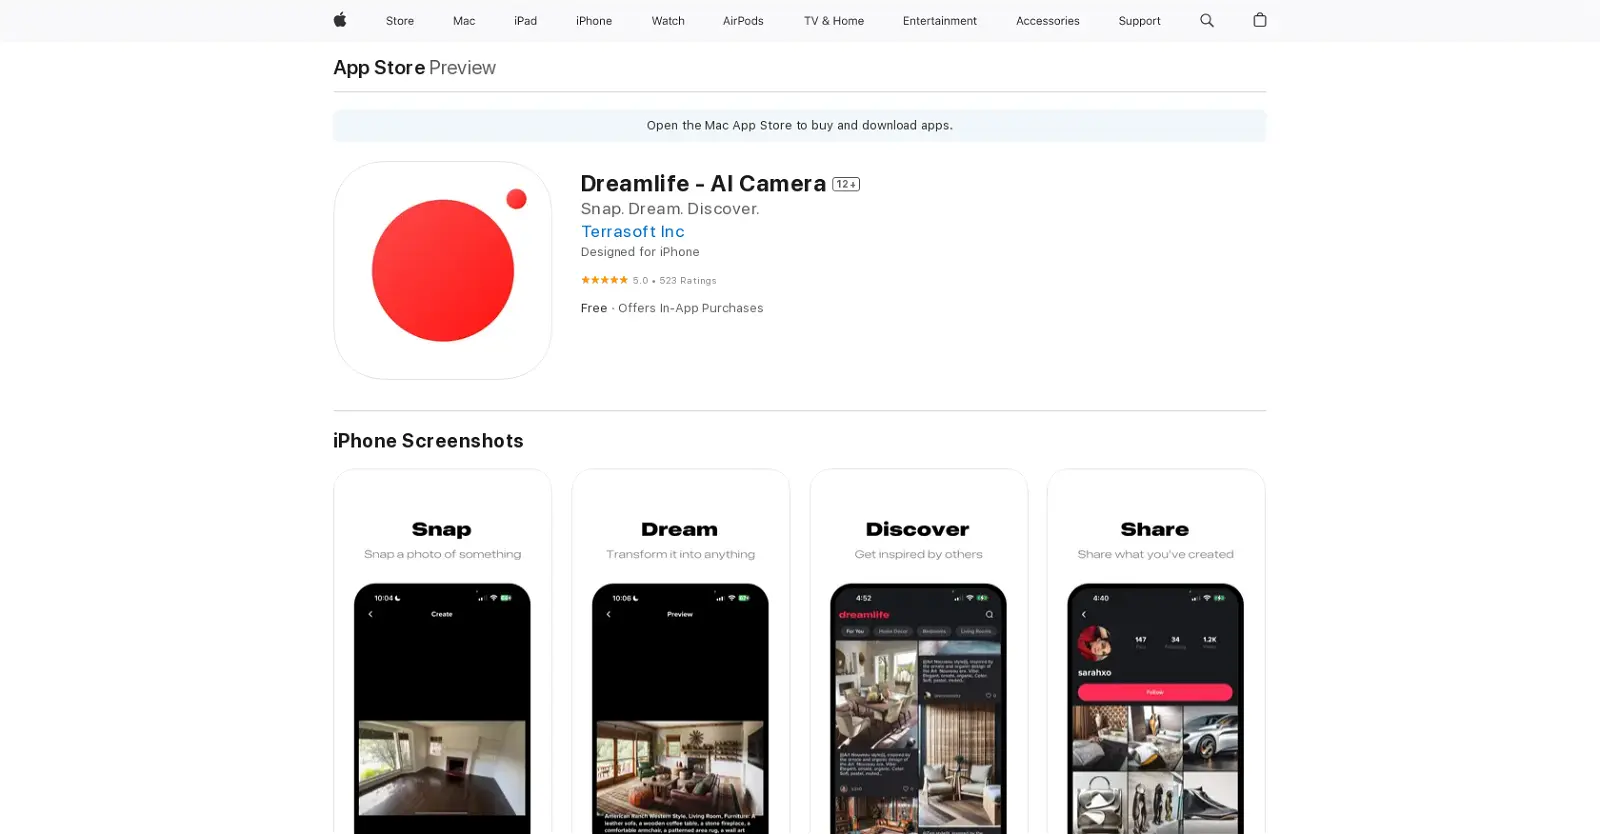 Store Mac iPad iPhone Watch AirPods TV & Home Entertainment Accessories Support
App Store Preview
Open the Mac App Store to buy and download apps.
Dreamlife - AI Camera 12+
Snap. Dream. Discover.
Terrasoft Inc
Designed for iPhone
★★★★★ 5.0 • 523 Ratings
Free · Offers In-App Purchases
iPhone Screenshots
Snap
Snap a photo of something
10:04
Create
Dream
Transform it into anything
10:06
Preview
American Ranch Western Style, Living Room, Furniture: A
leather sofa, a wooden coffee table, a stone fireplace, a
comfortable armchair, a patterned area rug, a wall art
Discover
Get inspired by others
4:52
dreamlife
For You Home Decor Bedrooms Living Rooms
Share
Share what you've created
4:40
147 34 1.2K
sarahxo
Follow